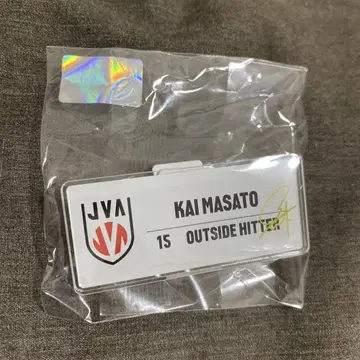 JVA
KAI MASATO
15 OUTSIDE HITTER